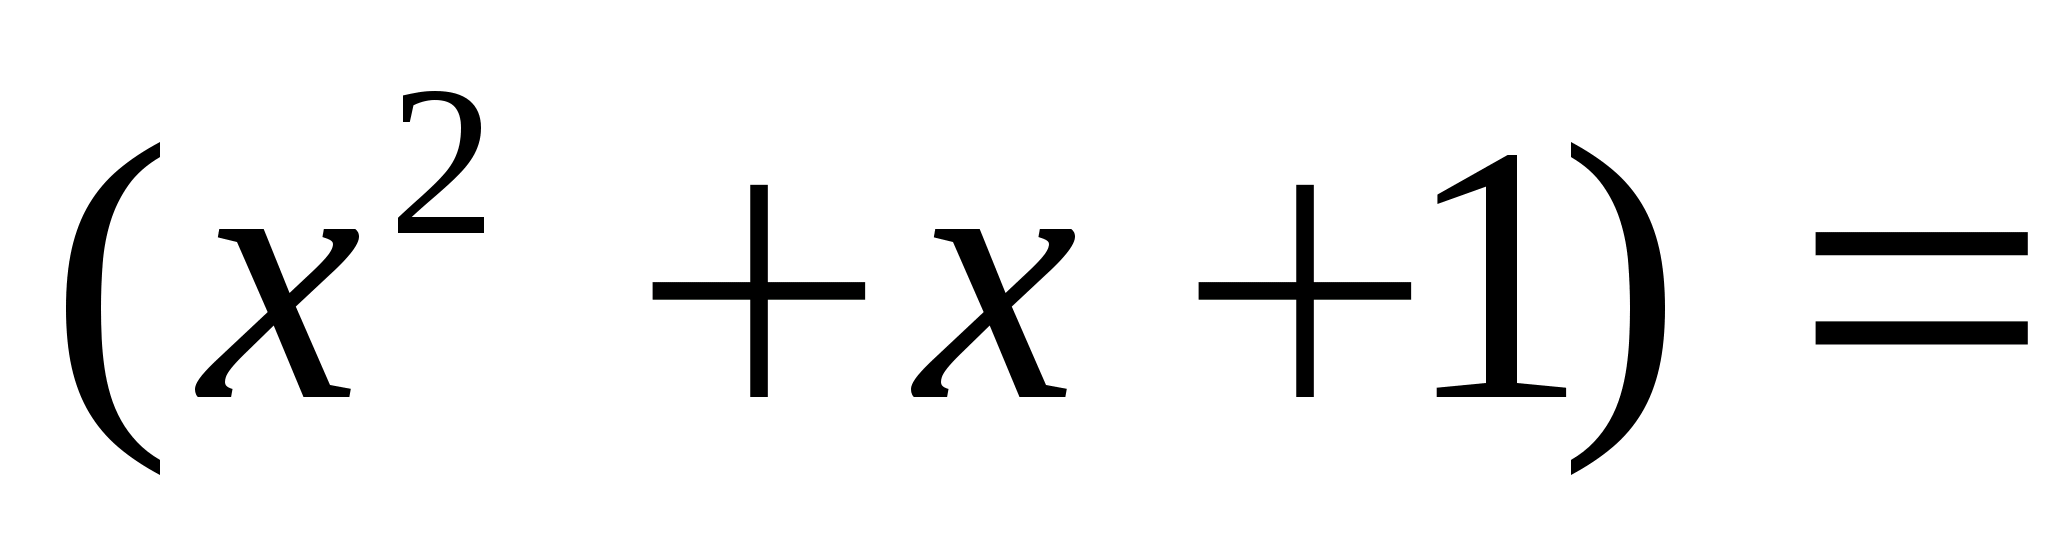 (x² + x + 1) =